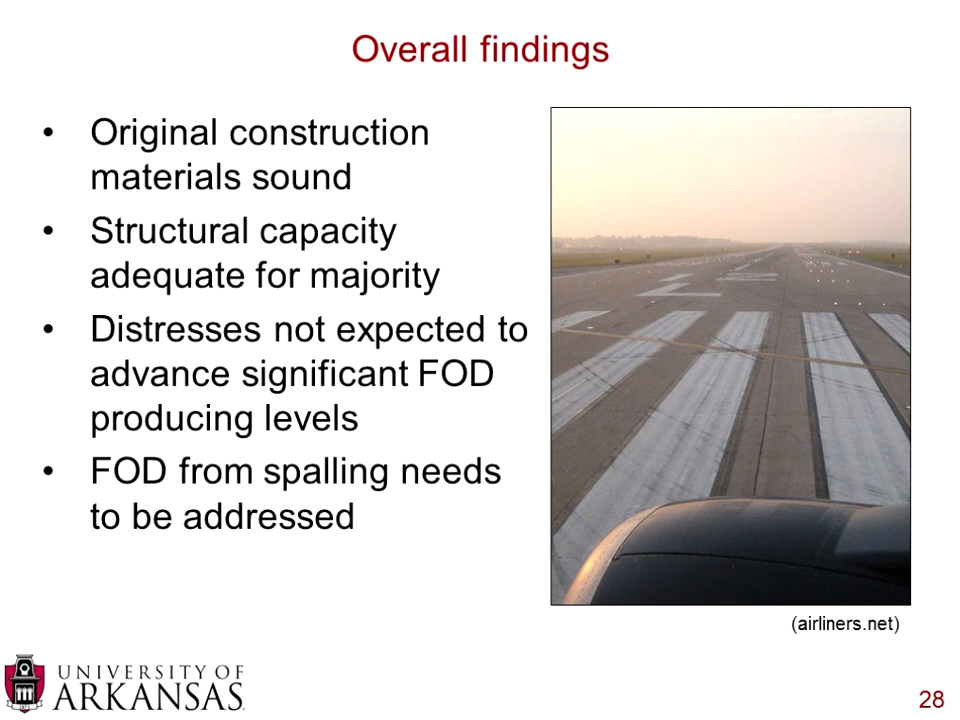 Overall findings
• Original construction
materials sound
• Structural capacity
adequate for majority
• Distresses not expected to
advance significant FOD
producing levels
• FOD from spalling needs
to be addressed
(airliners.net)
UNIVERSITY OF
ARKANSAS
28